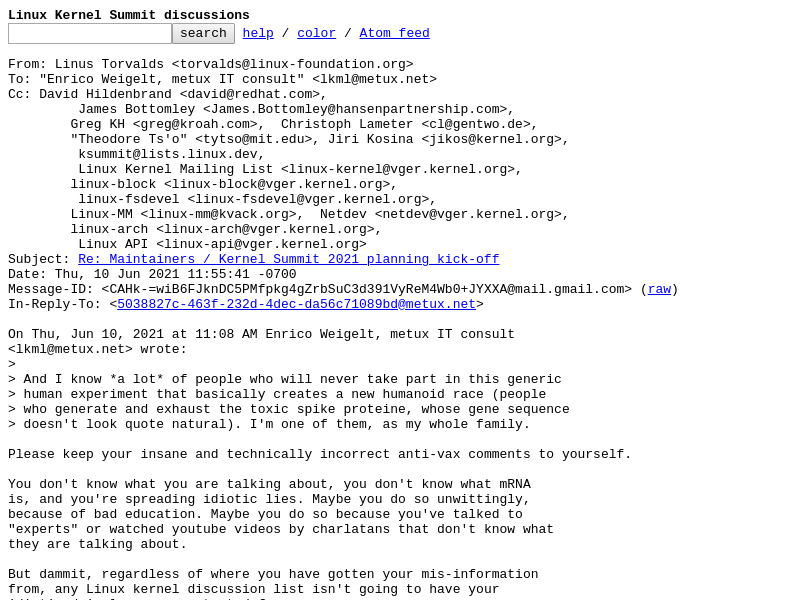 Linux Kernel Summit discussions
search help / color / Atom feed
From: Linus Torvalds <torvalds@linux-foundation.org>
To: "Enrico Weigelt, metux IT consult" <lkml@metux.net>
Cc: David Hildenbrand <david@redhat.com>,
James Bottomley <James.Bottomley@hansenpartnership.com>,
Greg KH <greg@kroah.com>,  Christoph Lameter <cl@gentwo.de>,
"Theodore Ts'o" <tytso@mit.edu>, Jiri Kosina <jikos@kernel.org>,
ksummit@lists.linux.dev,
Linux Kernel Mailing List <linux-kernel@vger.kernel.org>,
linux-block <linux-block@vger.kernel.org>,
linux-fsdevel <linux-fsdevel@vger.kernel.org>,
Linux-MM <linux-mm@kvack.org>,  Netdev <netdev@vger.kernel.org>,
linux-arch <linux-arch@vger.kernel.org>,
Linux API <linux-api@vger.kernel.org>
Subject: Re: Maintainers / Kernel Summit 2021 planning kick-off
Date: Thu, 10 Jun 2021 11:55:41 -0700
Message-ID: <CAHk-=wiB6FJknDC5PMfpkg4gZrbSuC3d391VyReM4Wb0+JYXXA@mail.gmail.com> (raw)
In-Reply-To: <5038827c-463f-232d-4dec-da56c71089bd@metux.net>
On Thu, Jun 10, 2021 at 11:08 AM Enrico Weigelt, metux IT consult
<lkml@metux.net> wrote:
>
> And I know *a lot* of people who will never take part in this generic
> human experiment that basically creates a new humanoid race (people
> who generate and exhaust the toxic spike proteine, whose gene sequence
> doesn't look quote natural). I'm one of them, as my whole family.
Please keep your insane and technically incorrect anti-vax comments to yourself.
You don't know what you are talking about, you don't know what mRNA
is, and you're spreading idiotic lies. Maybe you do so unwittingly,
because of bad education. Maybe you do so because you've talked to
"experts" or watched youtube videos by charlatans that don't know what
they are talking about.
But dammit, regardless of where you have gotten your mis-information
from, any Linux kernel discussion list isn't going to have your